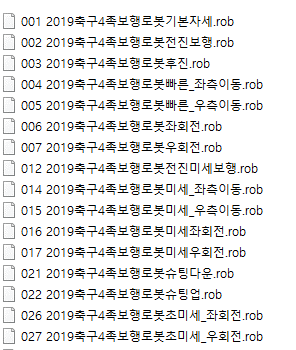 001 2019축구4족보행로봇기본자세.rob
002 2019축구4족보행로봇전진보행.rob
003 2019축구4족보행로봇후진.rob
004 2019축구4족보행로봇빠른_좌측이동.rob
005 2019축구4족보행로봇빠른_우측이동.rob
006 2019축구4족보행로봇좌회전.rob
007 2019축구4족보행로봇우회전.rob
012 2019축구4족보행로봇전진미세보행.rob
014 2019축구4족보행로봇미세_좌측이동.rob
015 2019축구4족보행로봇미세_우측이동.rob
016 2019축구4족보행로봇미세좌회전.rob
017 2019축구4족보행로봇미세우회전.rob
021 2019축구4족보행로봇슈팅다운.rob
022 2019축구4족보행로봇슈팅업.rob
026 2019축구4족보행로봇초미세_좌회전.rob
027 2019축구4족보행로봇초미세_우회전.rob